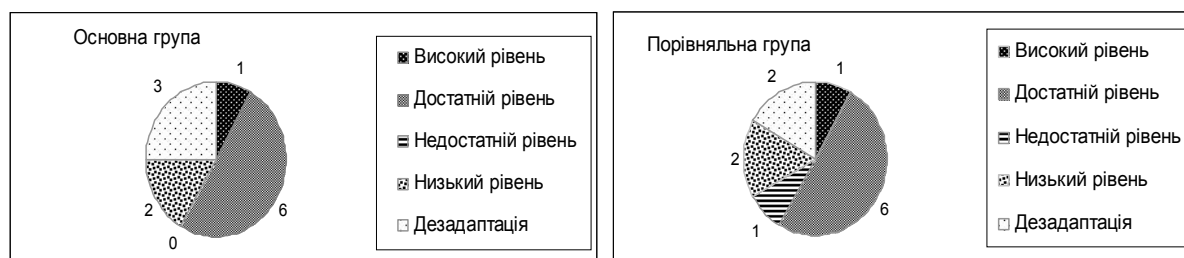 Основна група
3
1
2
0
6
Високий рівень
Достатній рівень
Недостатній рівень
Низький рівень
Дезадаптація
Порівняльна група
2
1
2
1
6
Високий рівень
Достатній рівень
Недостатній рівень
Низький рівень
Дезадаптація